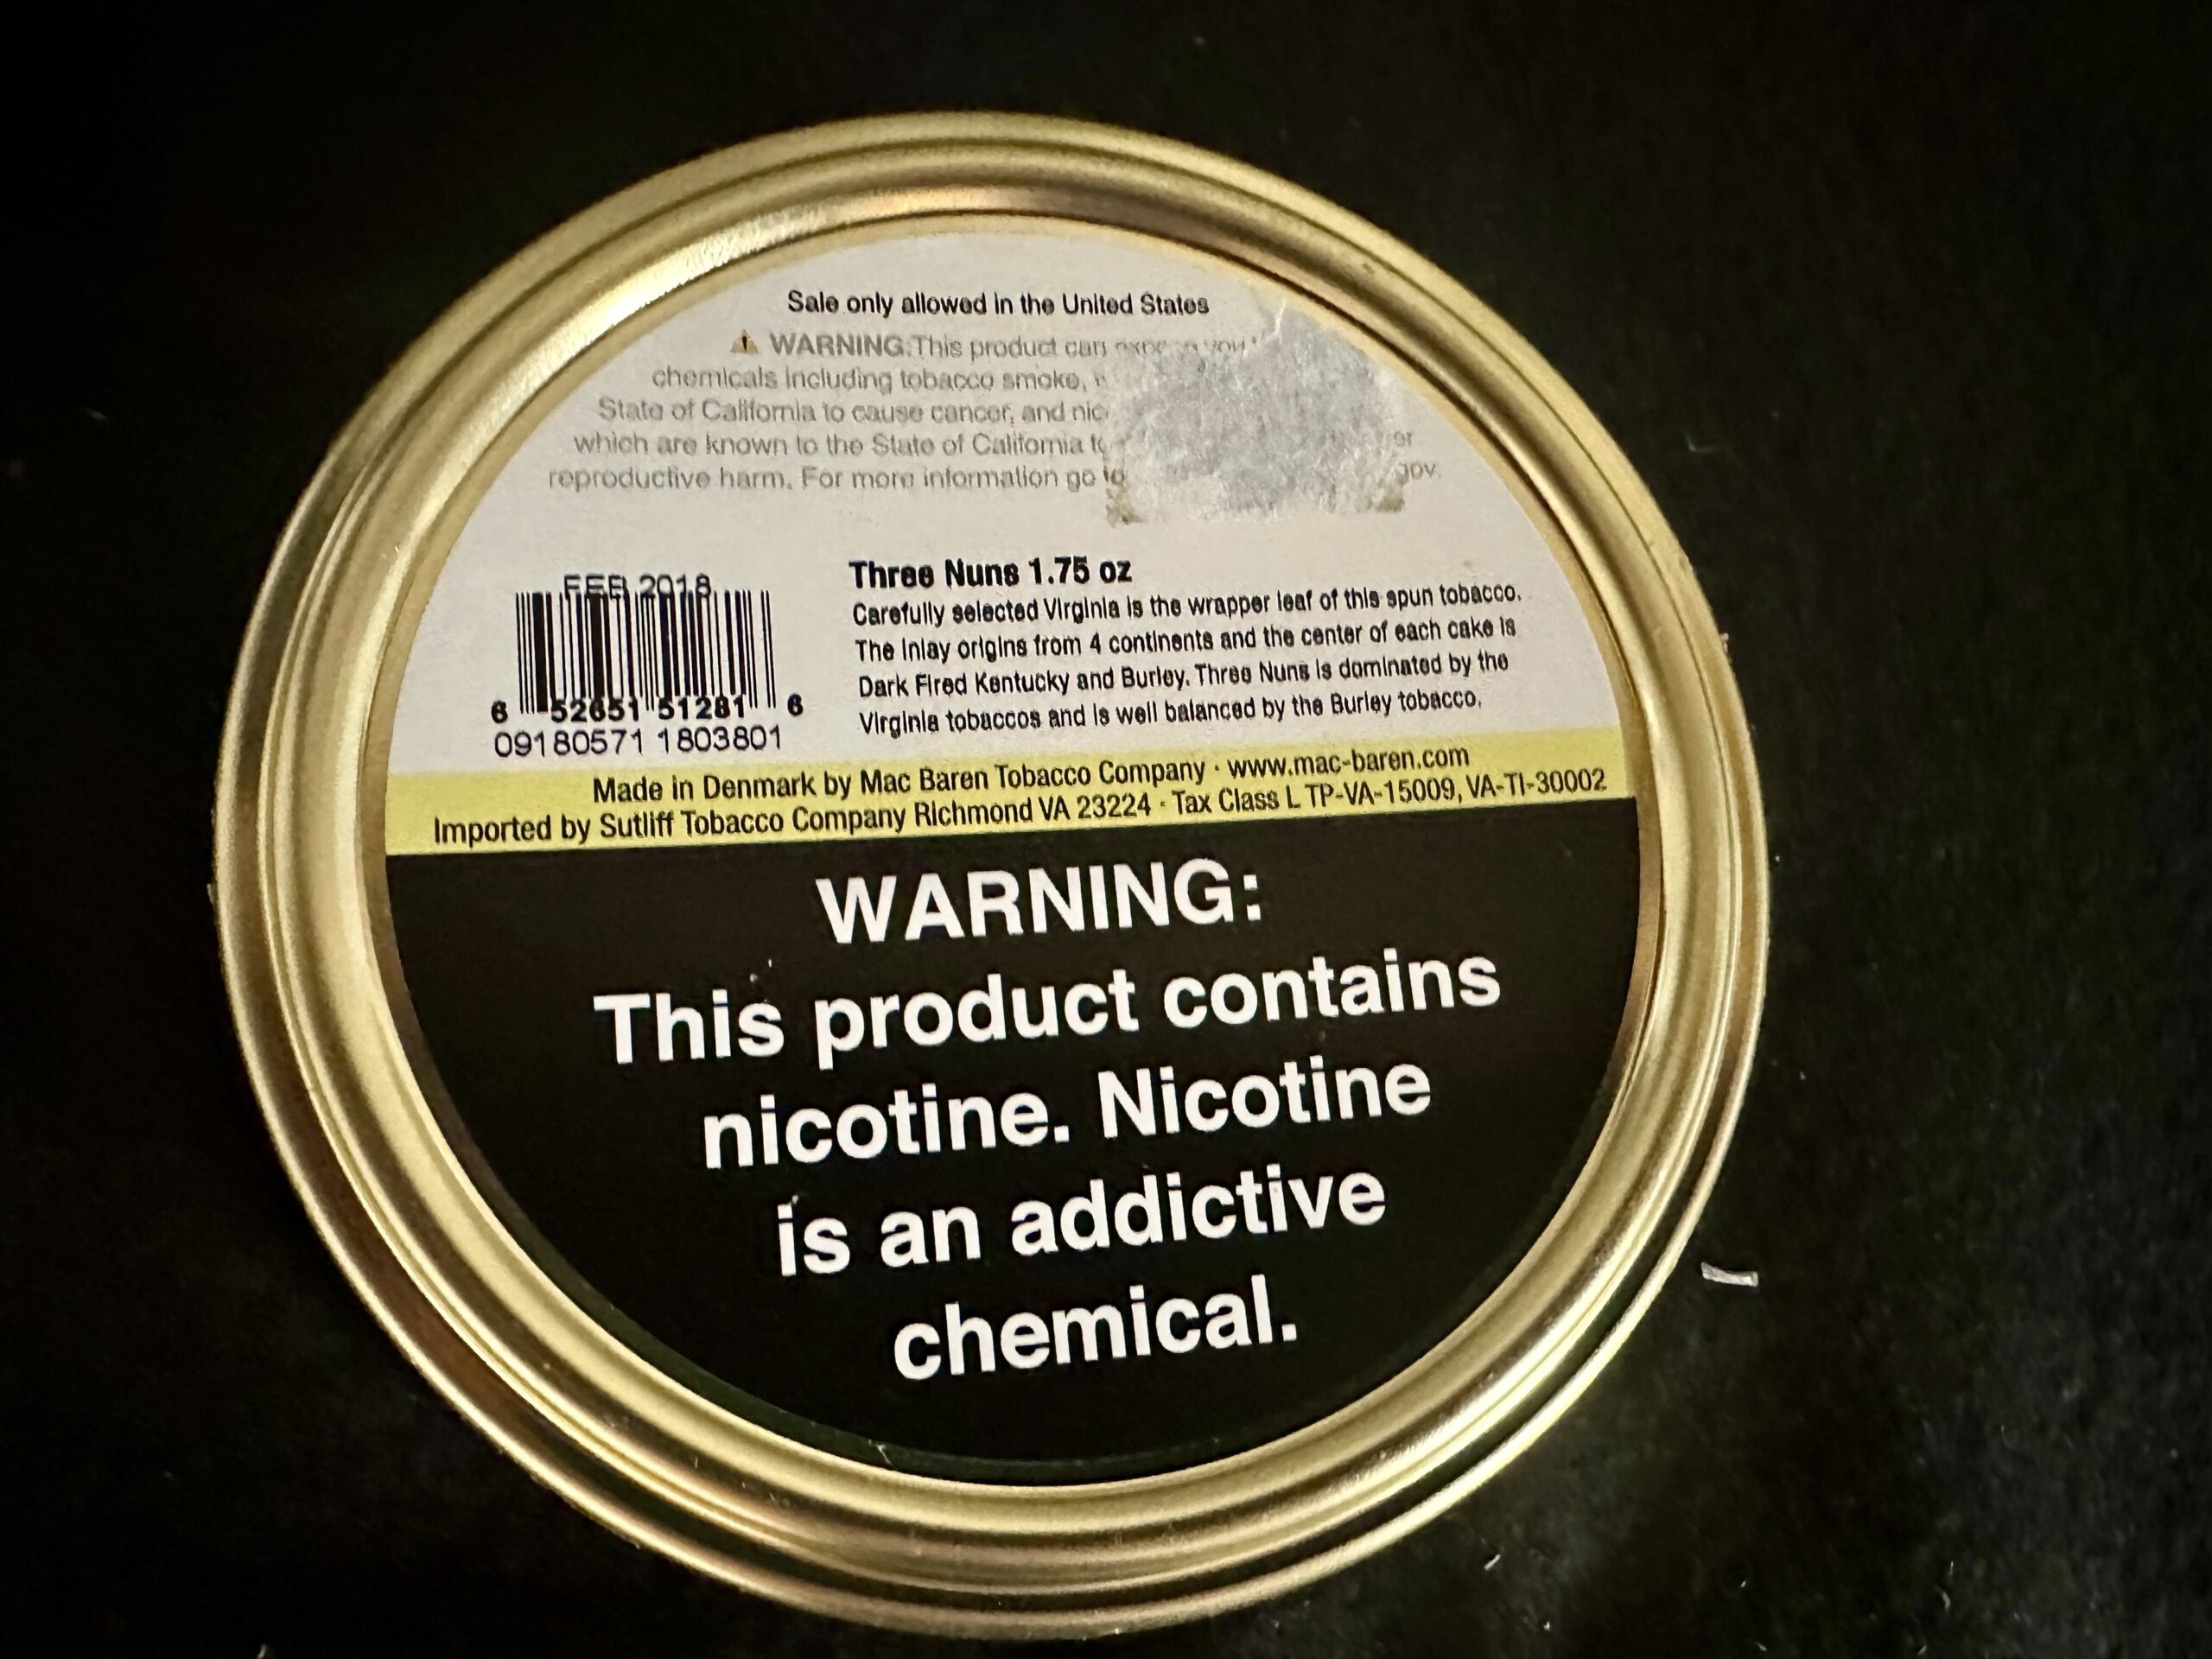 Sale only allowed in the United States
⚠ WARNING:This product can expose you
chemicals including tobacco smoke,
State of California to cause cancer, and
which are known to the State of California
reproductive harm. For more information go to gov.
FEB 2018
6 52651 51281 6
09180571 1803801
Three Nuns 1.75 oz
Carefully selected Virginia is the wrapper leaf of this spun tobacco.
The inlay origins from 4 continents and the center of each cake is
Dark Fired Kentucky and Burley. Three Nuns is dominated by the
Virginia tobaccos and is well balanced by the Burley tobacco.
Made in Denmark by Mac Baren Tobacco Company · www.mac-baren.com
Imported by Sutliff Tobacco Company Richmond VA 23224 · Tax Class L TP-VA-15009, VA-TI-30002
WARNING:
This product contains
nicotine. Nicotine
is an addictive
chemical.